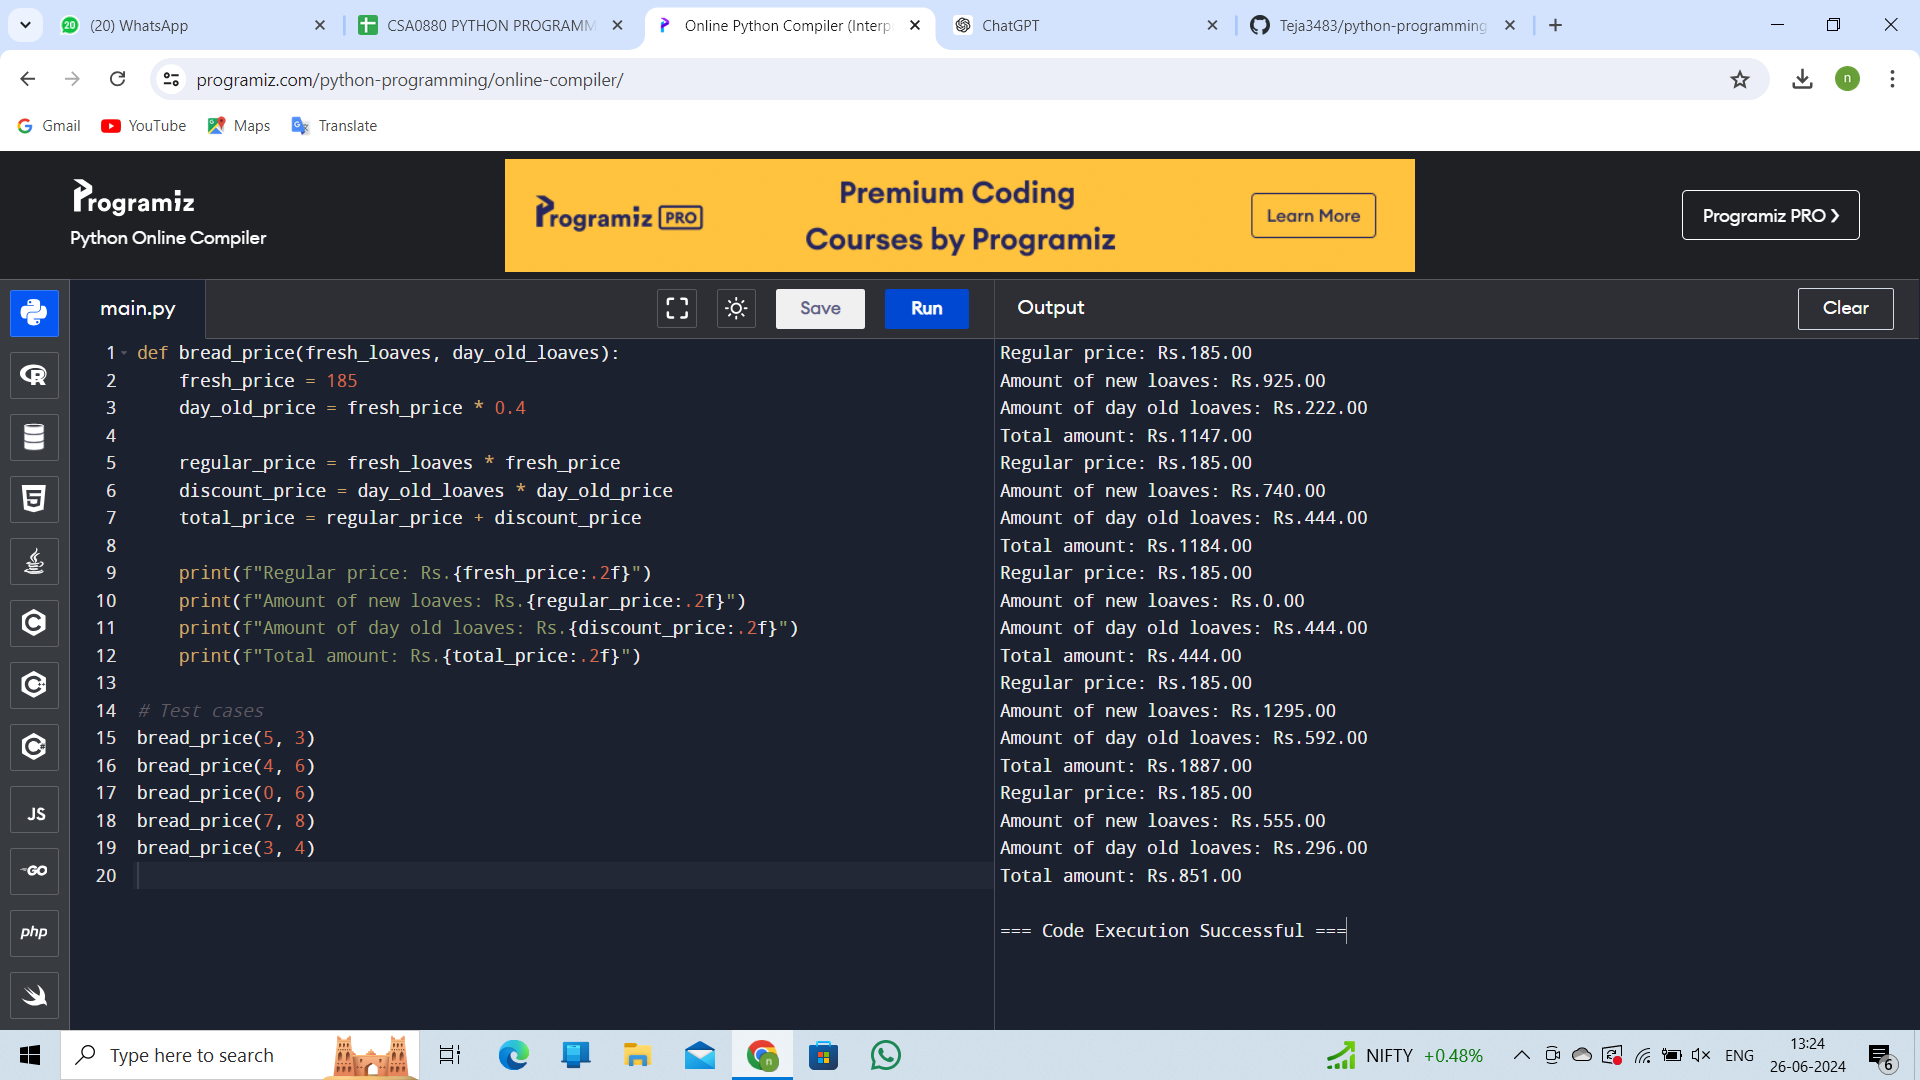 (20) WhatsApp
CSA0880 PYTHON PROGRAMM
Online Python Compiler (Interp
ChatGPT
Teja3483/python-programming
programiz.com/python-programming/online-compiler/
n
Gmail
YouTube
Maps
Translate
Programiz
Python Online Compiler
Programiz PRO
Premium Coding
Courses by Programiz
Learn More
Programiz PRO
main.py
Save
Run
Output
Clear
1 def bread_price(fresh_loaves, day_old_loaves):
2     fresh_price = 185
3     day_old_price = fresh_price * 0.4
4
5     regular_price = fresh_loaves * fresh_price
6     discount_price = day_old_loaves * day_old_price
7     total_price = regular_price + discount_price
8
9     print(f"Regular price: Rs.{fresh_price:.2f}")
10     print(f"Amount of new loaves: Rs.{regular_price:.2f}")
11     print(f"Amount of day old loaves: Rs.{discount_price:.2f}")
12     print(f"Total amount: Rs.{total_price:.2f}")
13
14 # Test cases
15 bread_price(5, 3)
16 bread_price(4, 6)
17 bread_price(0, 6)
18 bread_price(7, 8)
19 bread_price(3, 4)
20
Regular price: Rs.185.00
Amount of new loaves: Rs.925.00
Amount of day old loaves: Rs.222.00
Total amount: Rs.1147.00
Regular price: Rs.185.00
Amount of new loaves: Rs.740.00
Amount of day old loaves: Rs.444.00
Total amount: Rs.1184.00
Regular price: Rs.185.00
Amount of new loaves: Rs.0.00
Amount of day old loaves: Rs.444.00
Total amount: Rs.444.00
Regular price: Rs.185.00
Amount of new loaves: Rs.1295.00
Amount of day old loaves: Rs.592.00
Total amount: Rs.1887.00
Regular price: Rs.185.00
Amount of new loaves: Rs.555.00
Amount of day old loaves: Rs.296.00
Total amount: Rs.851.00
=== Code Execution Successful ===
JS
GO
php
Type here to search
NIFTY +0.48%
ENG
13:24
26-06-2024
6